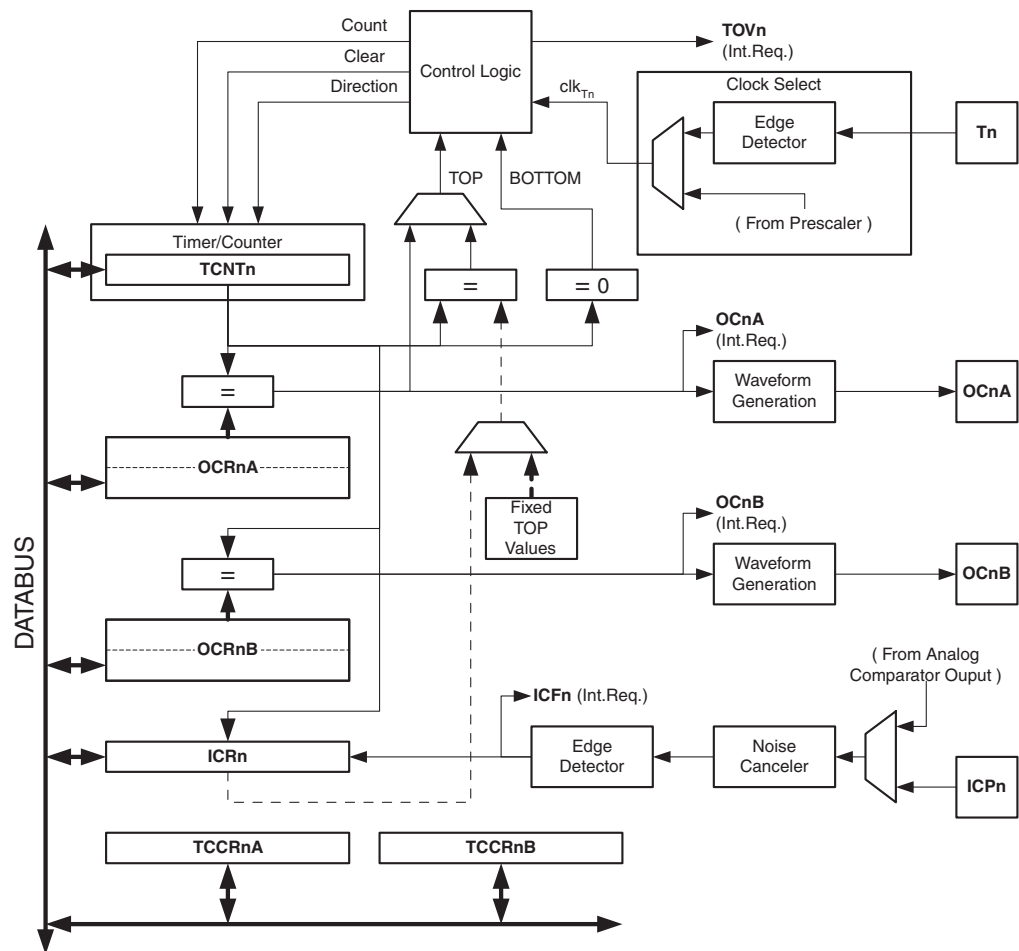 Count
Clear
Direction
Control Logic
TOVn
(Int.Req.)
clkTn
Clock Select
Edge
Detector
Tn
( From Prescaler )
TOP
BOTTOM
Timer/Counter
TCNTn
=
= 0
=
OCRnA
OCnA
(Int.Req.)
Waveform
Generation
OCnA
Fixed
TOP
Values
=
OCRnB
OCnB
(Int.Req.)
Waveform
Generation
OCnB
DATABUS
( From Analog
Comparator Ouput )
ICFn (Int.Req.)
ICRn
Edge
Detector
Noise
Canceler
ICPn
TCCRnA
TCCRnB